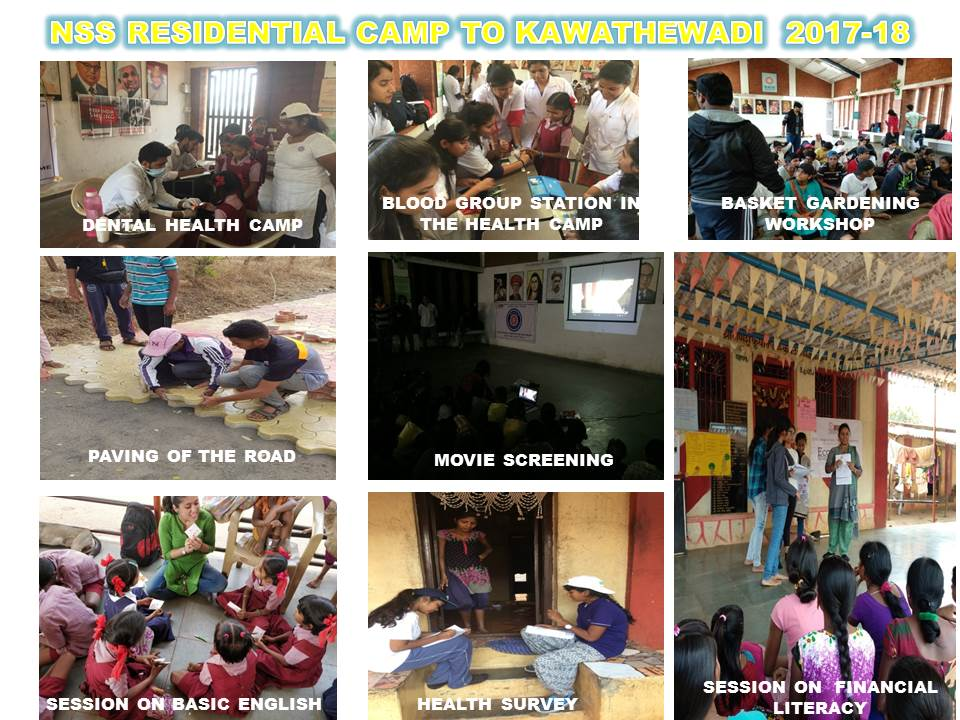 NSS RESIDENTIAL CAMP TO KAWATHEWADI 2017-18
DENTAL HEALTH CAMP
BLOOD GROUP STATION IN
THE HEALTH CAMP
BASKET GARDENING
WORKSHOP
PAVING OF THE ROAD
MOVIE SCREENING
SESSION ON BASIC ENGLISH
HEALTH SURVEY
SESSION ON FINANCIAL
LITERACY